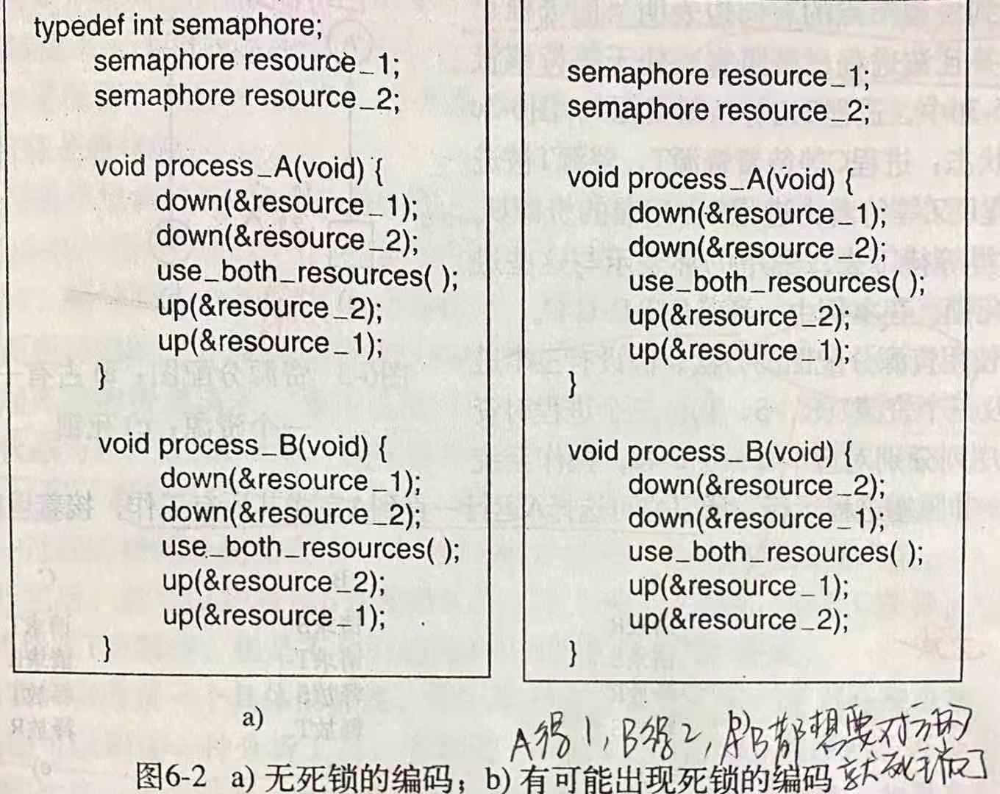 typedef int semaphore;
semaphore resource_1;
semaphore resource_2;
void process_A(void) {
down(&resource_1);
down(&resource_2);
use_both_resources( );
up(&resource_2);
up(&resource_1);
}
void process_B(void) {
down(&resource_1);
down(&resource_2);
use_both_resources( );
up(&resource_2);
up(&resource_1);
}
a)
semaphore resource_1;
semaphore resource_2;
void process_A(void) {
down(&resource_1);
down(&resource_2);
use_both_resources( );
up(&resource_2);
up(&resource_1);
}
void process_B(void) {
down(&resource_2);
down(&resource_1);
use_both_resources( );
up(&resource_1);
up(&resource_2);
}
b)
A得1,B得2,AB都想要对方的
就死锁了
图6-2 a) 无死锁的编码；b) 有可能出现死锁的编码